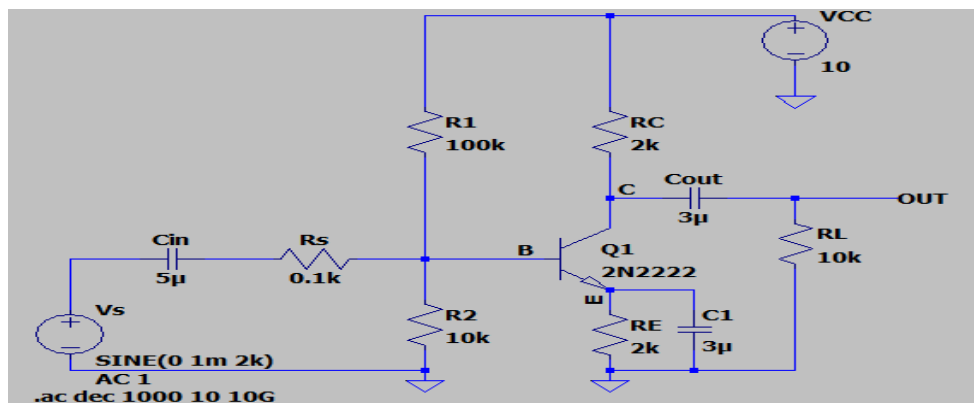 VCC
10
R1
100k
RC
2k
C
Cout
3µ
OUT
RL
10k
Cin
5µ
Rs
0.1k
B
Q1
2N2222
E
Vs
R2
10k
RE
2k
C1
3µ
SINE(0 1m 2k)
AC 1
.ac dec 1000 10 10G